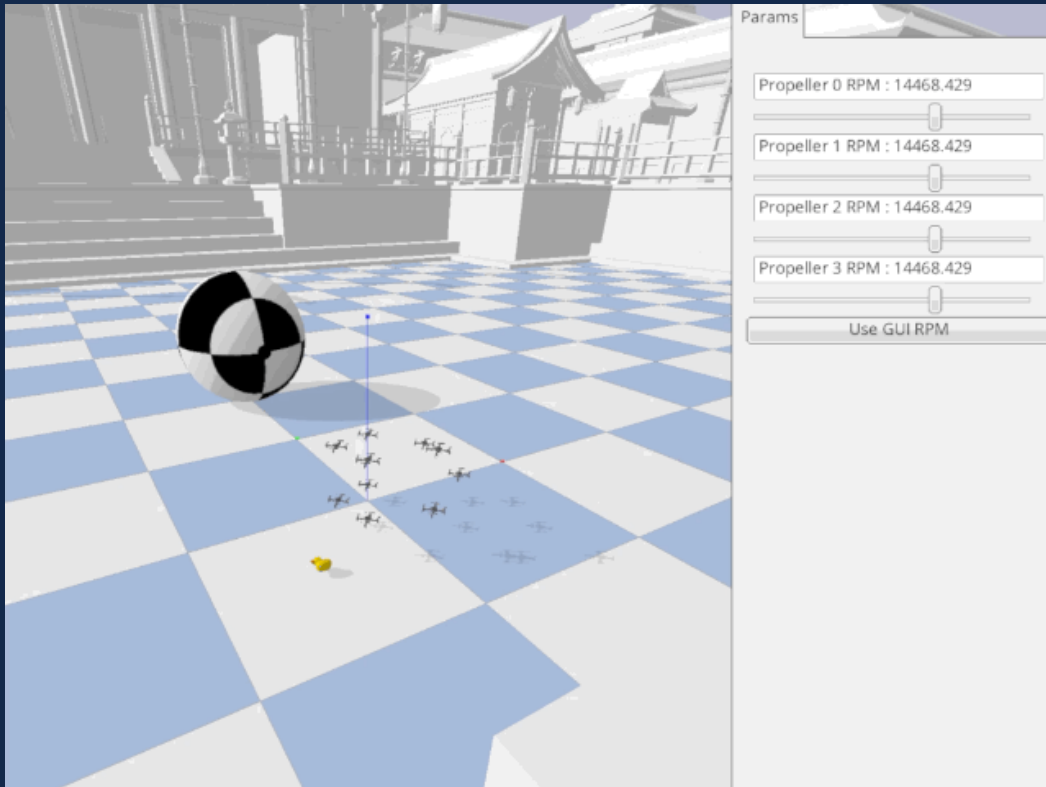 Params
Propeller 0 RPM : 14468.429
Propeller 1 RPM : 14468.429
Propeller 2 RPM : 14468.429
Propeller 3 RPM : 14468.429
Use GUI RPM